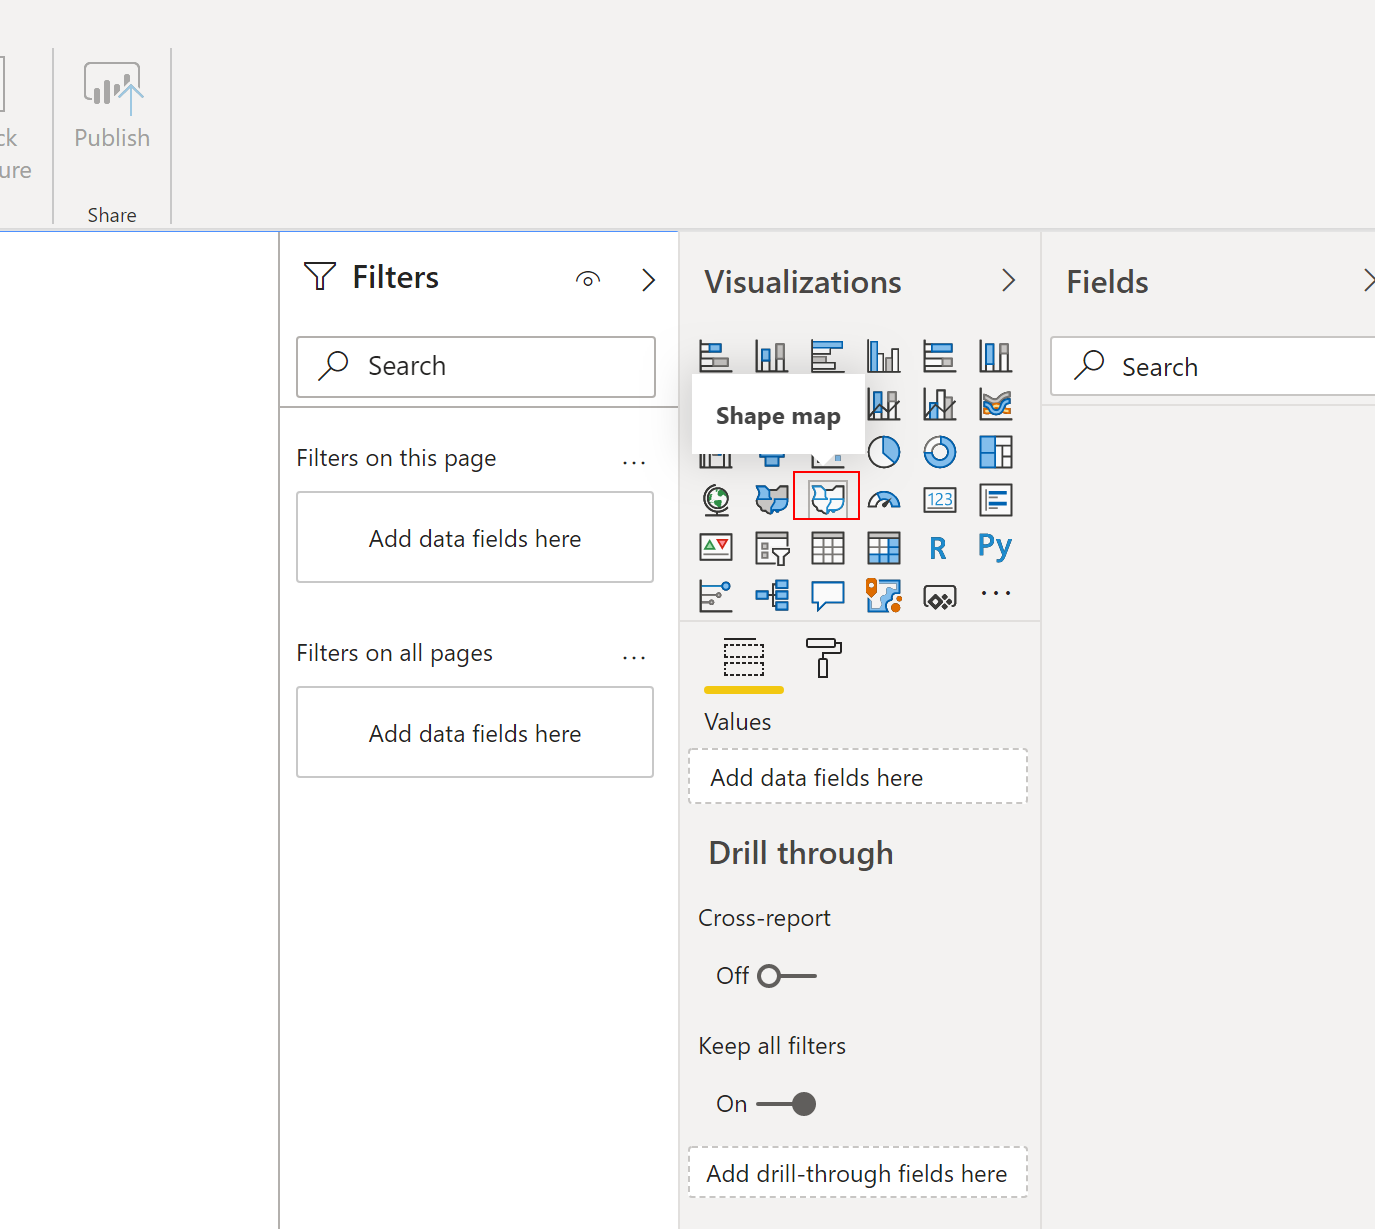 ck
ure
Publish
Share
Filters
Search
Filters on this page
...
Add data fields here
Filters on all pages
...
Add data fields here
Visualizations
Shape map
123
R
Py
...
Values
Add data fields here
Drill through
Cross-report
Off
Keep all filters
On
Add drill-through fields here
Fields
Search